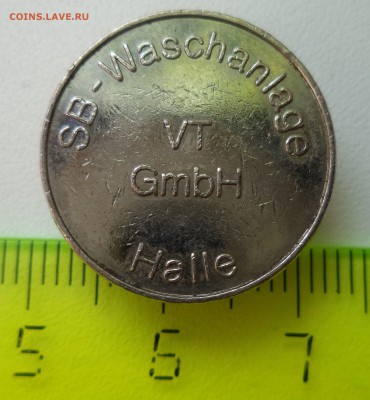 COINS.LAVE.RU
SB-Waschanlage
VT
GmbH
Halle
5 6 7